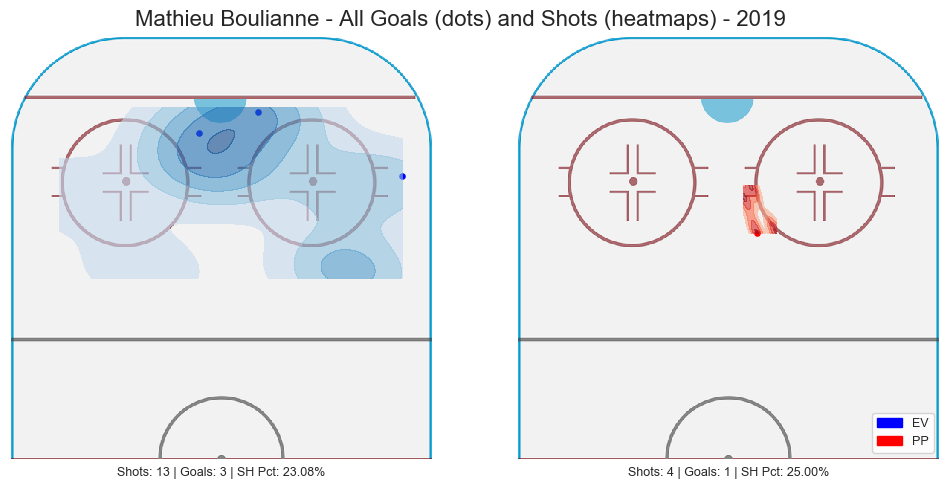 Mathieu Boulianne - All Goals (dots) and Shots (heatmaps) - 2019
EV
PP
Shots: 13 | Goals: 3 | SH Pct: 23.08%
Shots: 4 | Goals: 1 | SH Pct: 25.00%